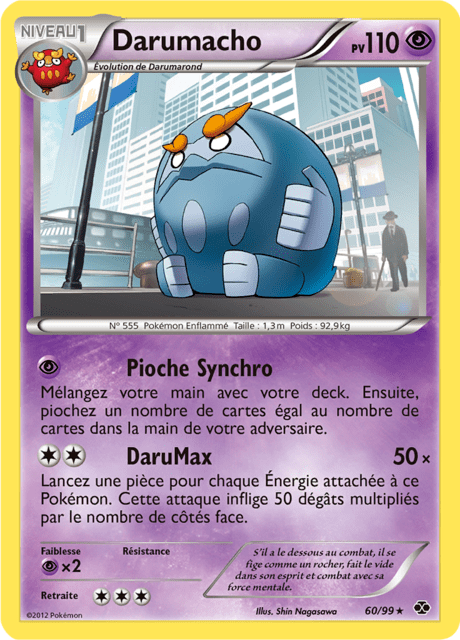 NIVEAU 1
Darumacho
PV110
Évolution de Darumarond
N° 555 Pokémon Enflammé Taille : 1,3m Poids : 92,9kg
Pioche Synchro
Mélangez votre main avec votre deck. Ensuite,
piochez un nombre de cartes égal au nombre de
cartes dans la main de votre adversaire.
DaruMax 50×
Lancez une pièce pour chaque Énergie attachée à ce
Pokémon. Cette attaque inflige 50 dégâts multipliés
par le nombre de côtés face.
Faiblesse Résistance
×2
Retraite
S'il a le dessous au combat, il se
fige comme un rocher, fait le vide
dans son esprit et combat avec sa
force mentale.
©2012 Pokémon
Illus. Shin Nagasawa
60/99★